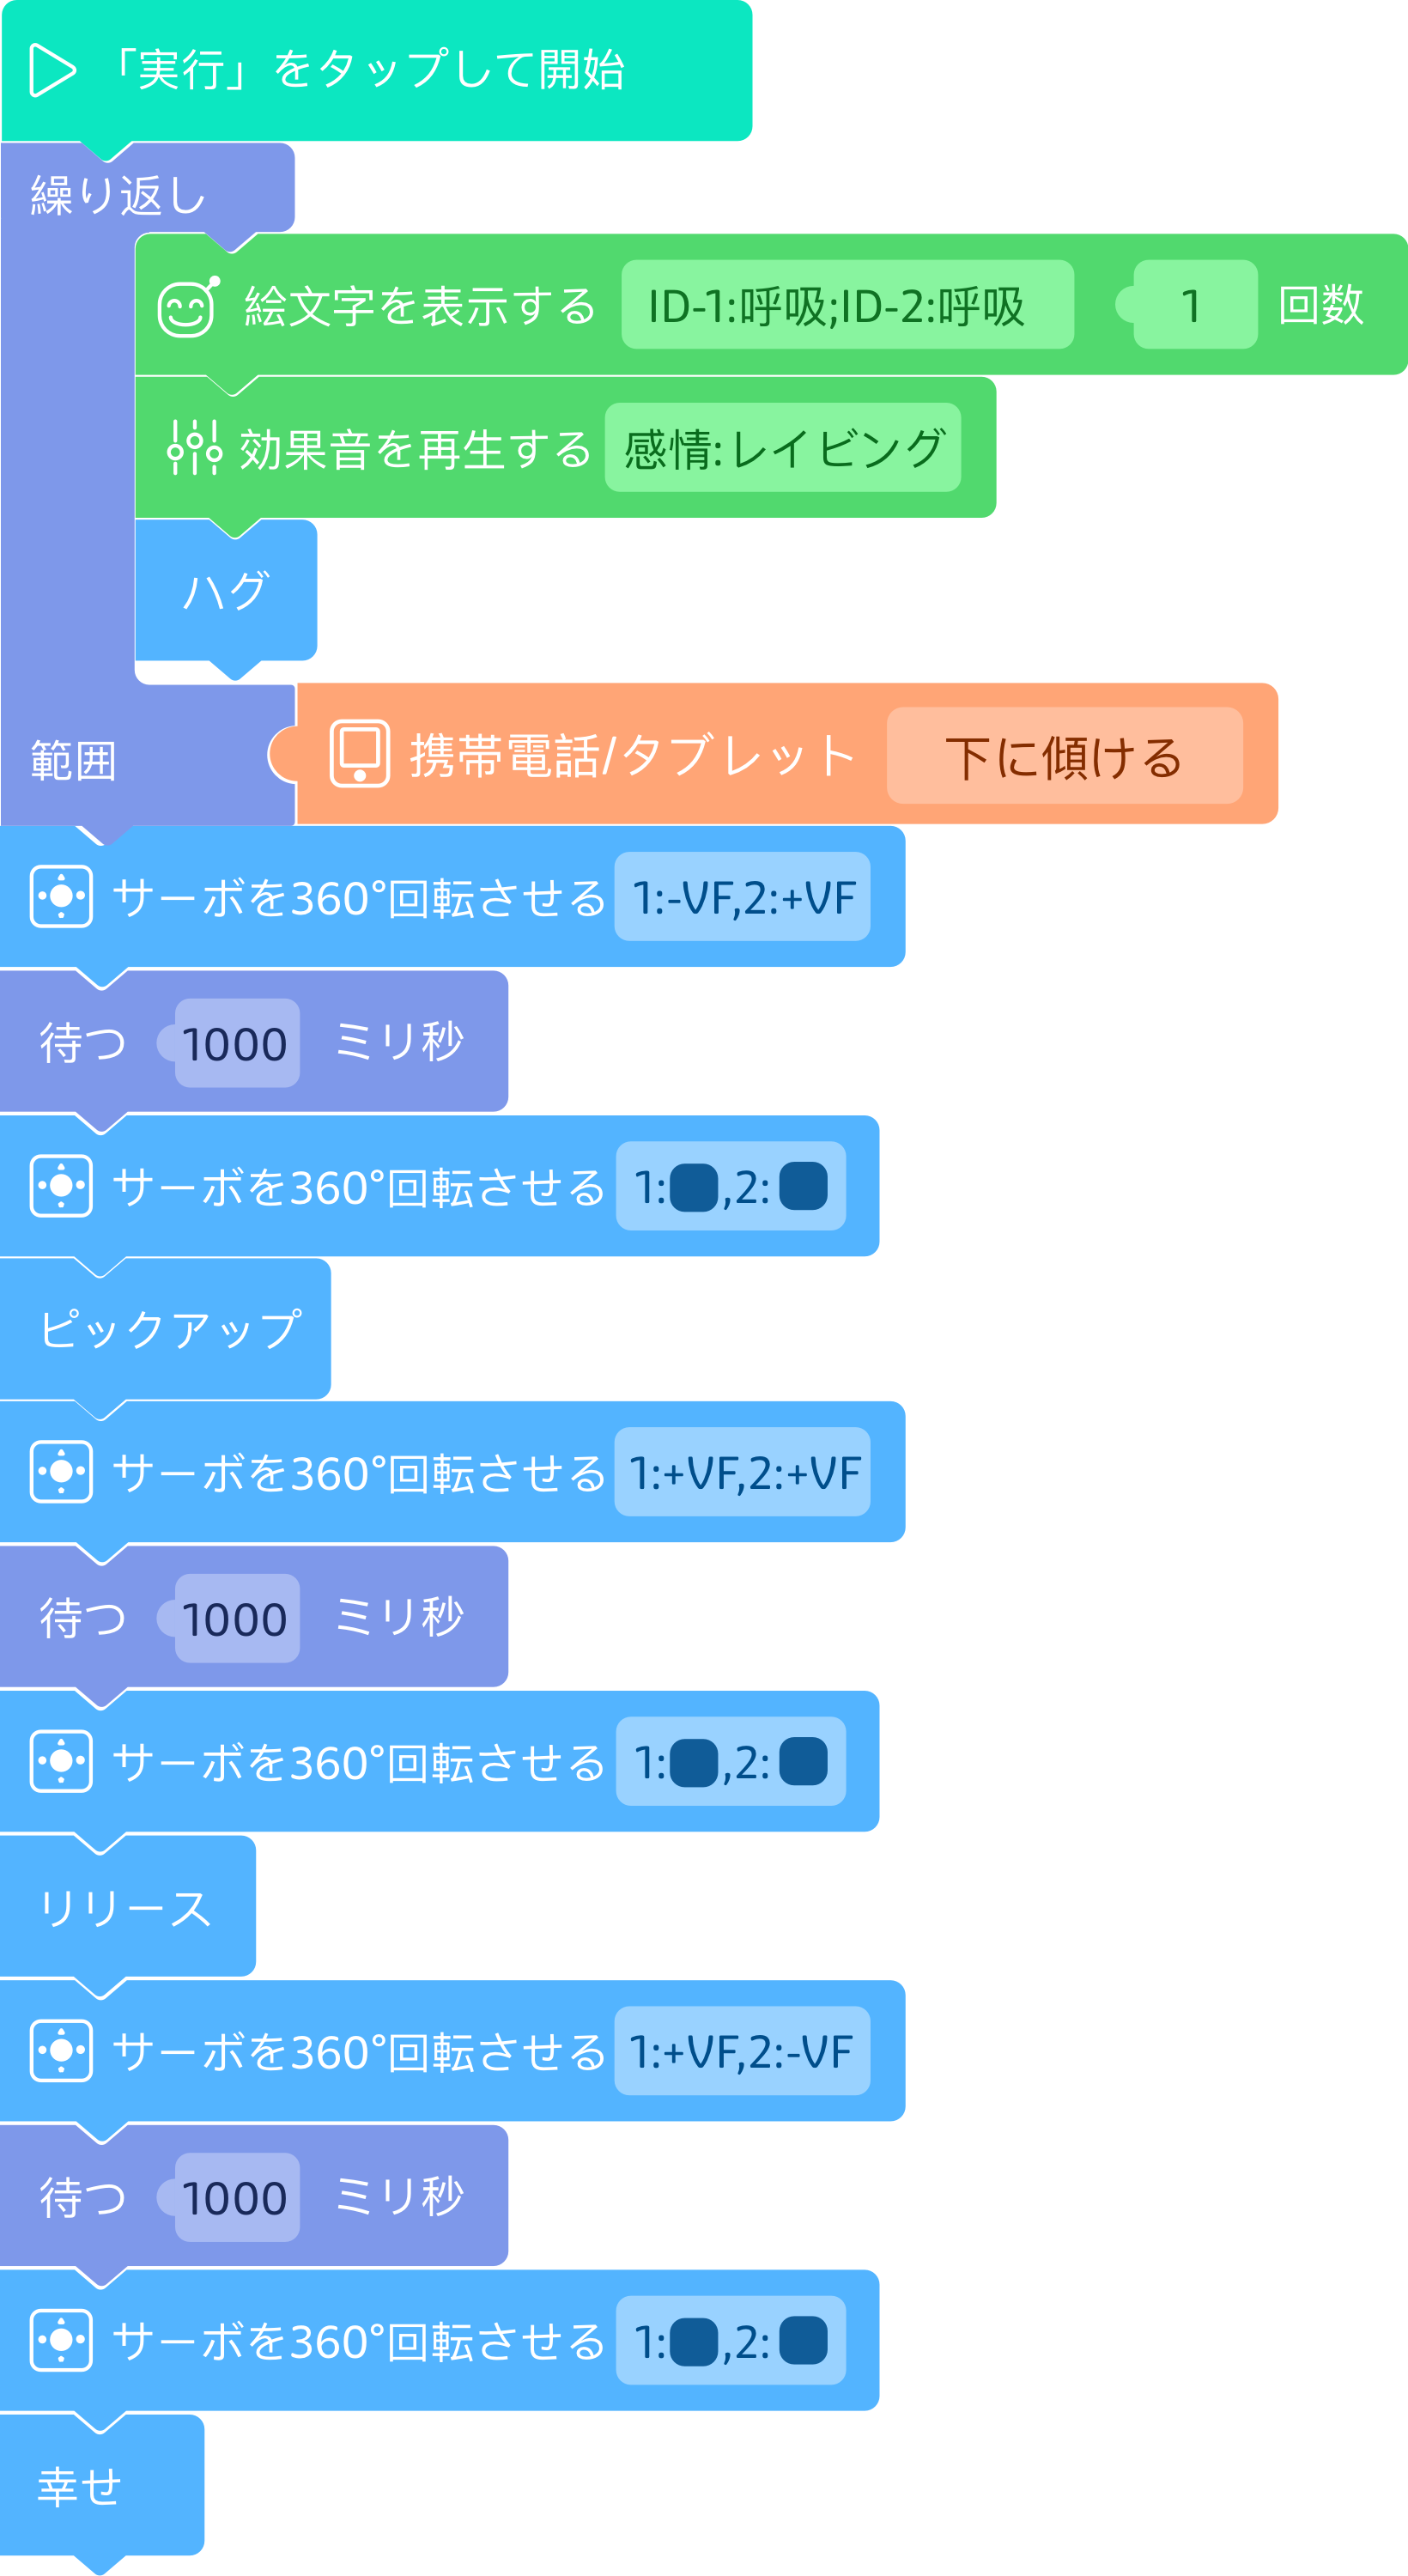 「実行」をタップして開始
繰り返し
絵文字を表示する ID-1:呼吸;ID-2:呼吸 1 回数
効果音を再生する 感情:レイビング
ハグ
範囲 携帯電話/タブレット 下に傾ける
サーボを360°回転させる 1:-VF,2:+VF
待つ 1000 ミリ秒
サーボを360°回転させる 1: ,2:
ピックアップ
サーボを360°回転させる 1:+VF,2:+VF
待つ 1000 ミリ秒
サーボを360°回転させる 1: ,2:
リリース
サーボを360°回転させる 1:+VF,2:-VF
待つ 1000 ミリ秒
サーボを360°回転させる 1: ,2:
幸せ